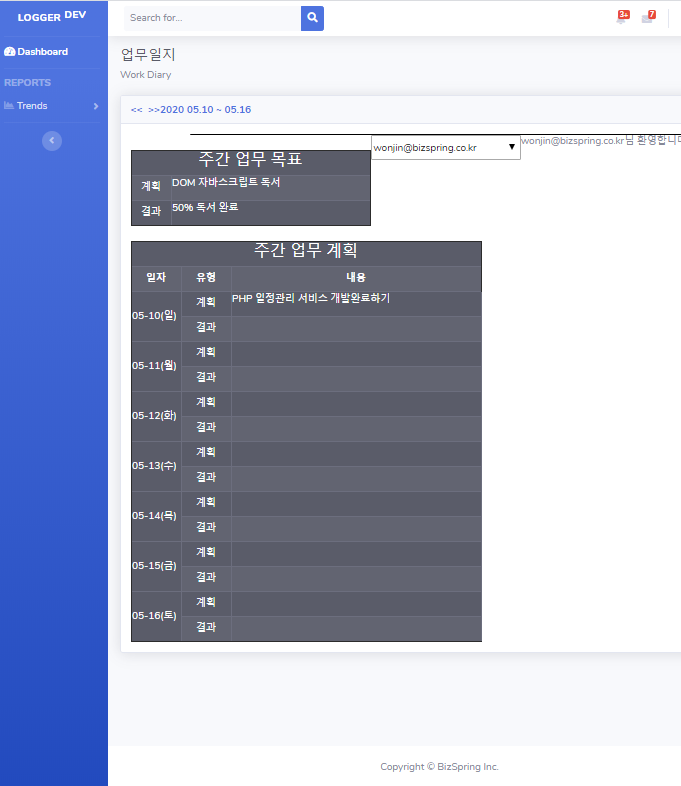 LOGGER DEV
Search for...
3+
7
Dashboard
REPORTS
Trends
업무일지
Work Diary
<< >>2020 05.10 ~ 05.16
wonjin@bizspring.co.kr
wonjin@bizspring.co.kr님 환영합니다
주간 업무 목표
계획 DOM 자바스크립트 독서
결과 50% 독서 완료
주간 업무 계획
일자 유형 내용
05-10(일) 계획 PHP 일정관리 서비스 개발완료하기
결과
05-11(월) 계획
결과
05-12(화) 계획
결과
05-13(수) 계획
결과
05-14(목) 계획
결과
05-15(금) 계획
결과
05-16(토) 계획
결과
Copyright © BizSpring Inc.